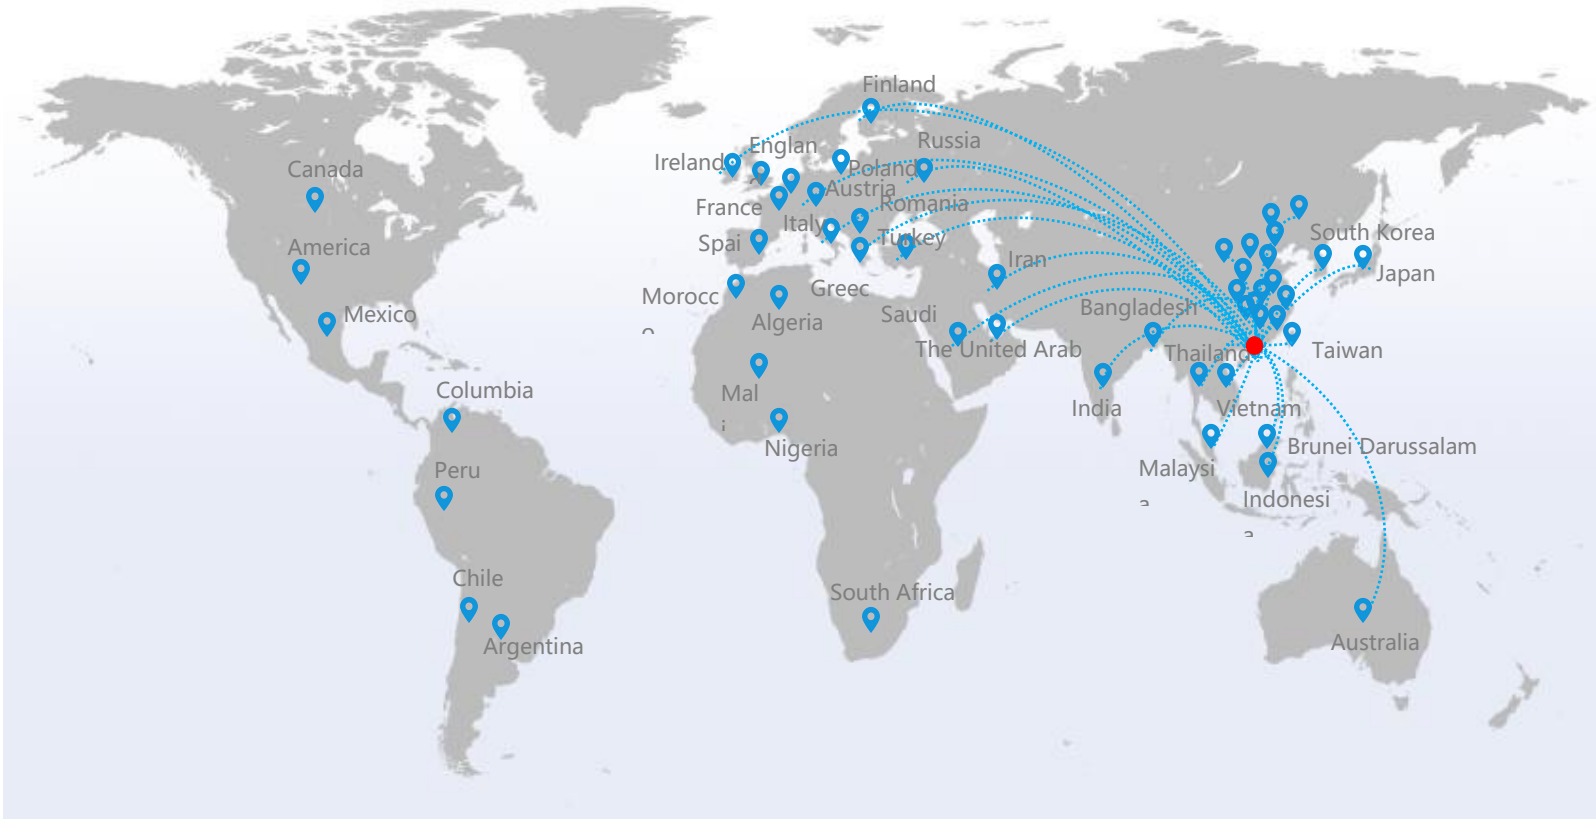 Finland
Russia
Englan
d
Ireland
Poland
Canada
Austria
France
Romania
Italy
South Korea
Spai
Turkey
America
Iran
Japan
Greec
Morocc
o
Bangladesh
Mexico
Saudi
Algeria
The United Arab
Taiwan
Thailand
Columbia
Mal
i
India
Vietnam
Nigeria
Brunei Darussalam
Peru
Malaysi
a
Indonesi
a
Chile
South Africa
Argentina
Australia